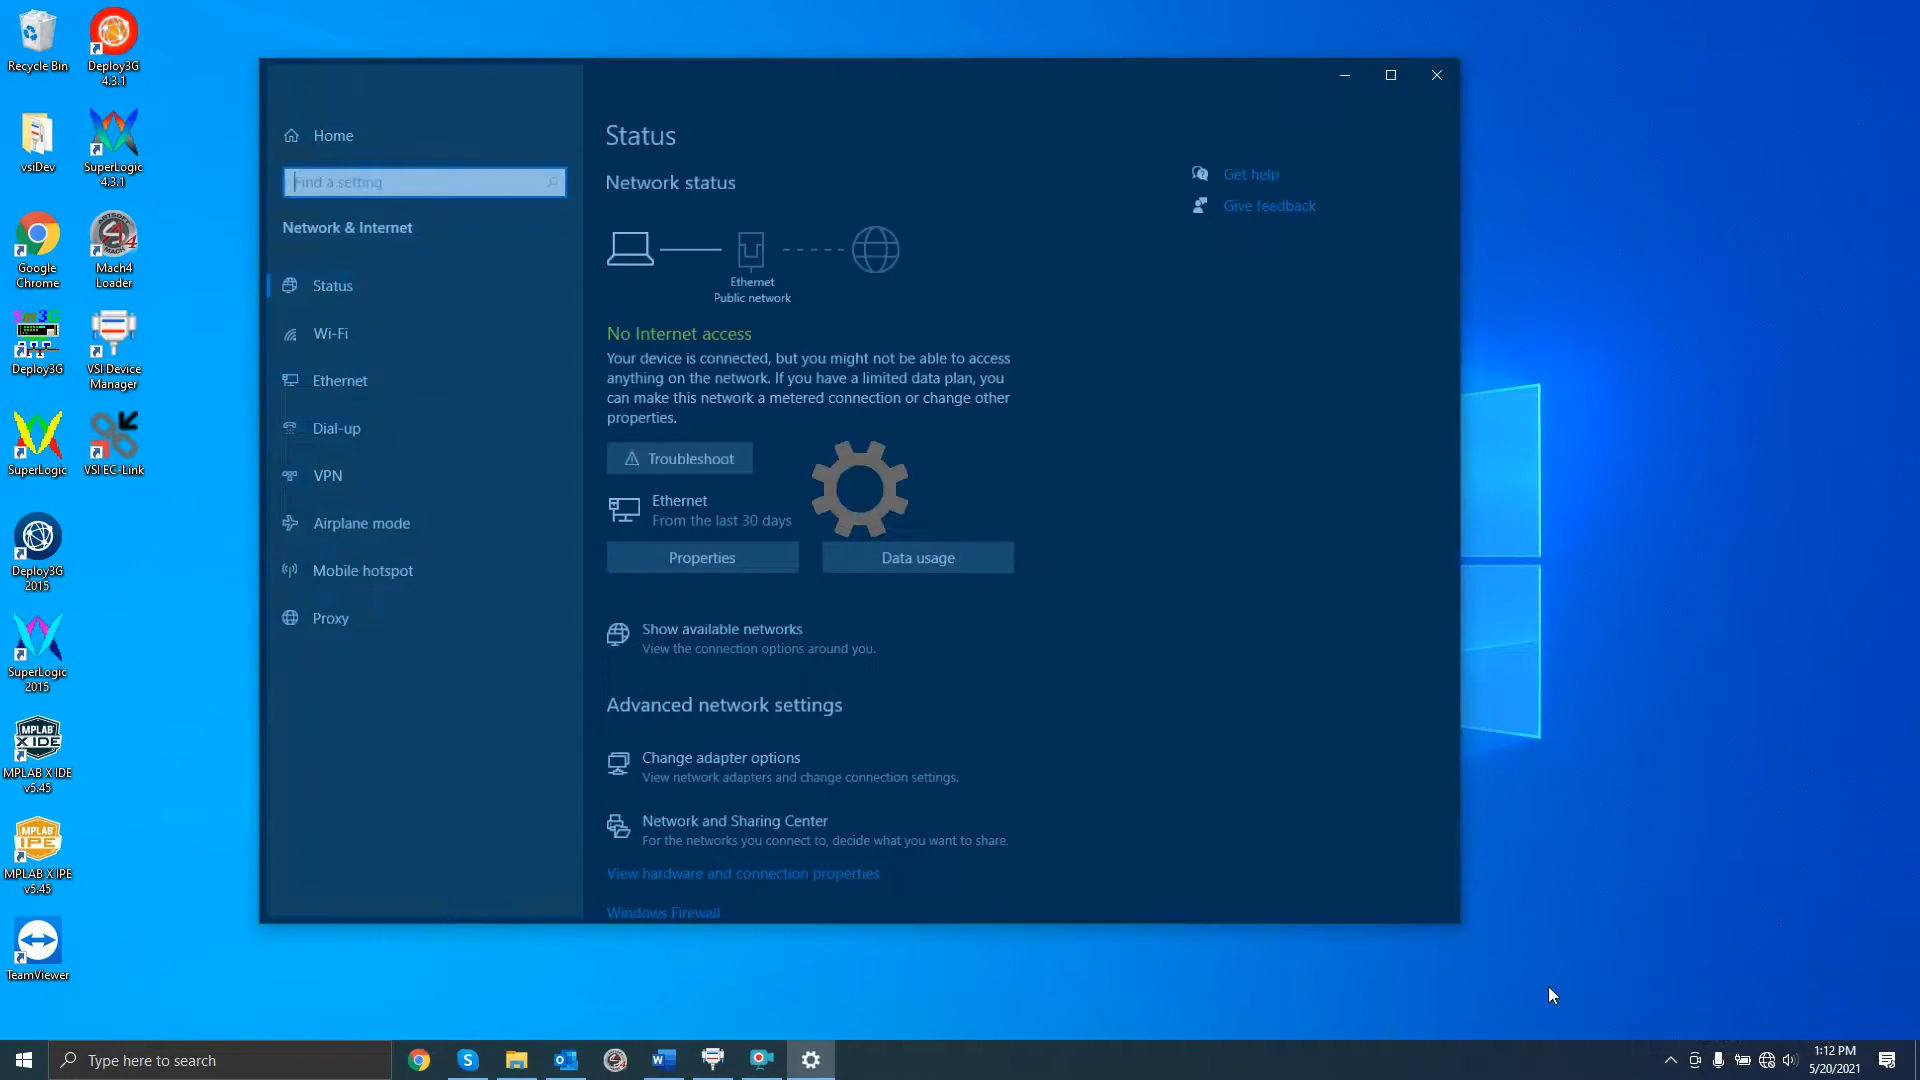 Recycle Bin
Deploy3G
4.3.1
vsiDev
SuperLogic
4.3.1
Google
Chrome
Mach4
Loader
Deploy3G
VSI Device
Manager
SuperLogic
VSI EC-Link
Deploy3G
2015
SuperLogic
2015
MPLAB
X IDE
MPLAB X IDE
v5.45
MPLAB
IPE
MPLAB X IPE
v5.45
TeamViewer
Home
Find a setting
Network & Internet
Status
Wi-Fi
Ethernet
Dial-up
VPN
Airplane mode
Mobile hotspot
Proxy
Status
Network status
Ethernet
Public network
No Internet access
Your device is connected, but you might not be able to access
anything on the network. If you have a limited data plan, you
can make this network a metered connection or change other
properties.
Troubleshoot
Ethernet
From the last 30 days
Properties
Data usage
Show available networks
View the connection options around you.
Advanced network settings
Change adapter options
View network adapters and change connection settings.
Network and Sharing Center
For the networks you connect to, decide what you want to share.
View hardware and connection properties
Windows Firewall
Get help
Give feedback
Type here to search
1:12 PM
5/20/2021